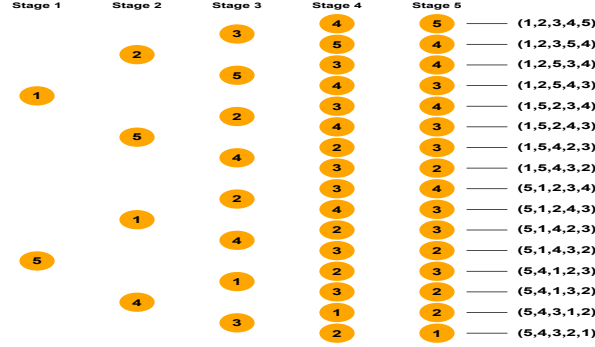 Stage 1 Stage 2 Stage 3 Stage 4 Stage 5
4 5 (1,2,3,4,5)
3
5 4 (1,2,3,5,4)
2
3 4 (1,2,5,3,4)
5
4 3 (1,2,5,4,3)
1
3 4 (1,5,2,3,4)
2
4 3 (1,5,2,4,3)
5
2 3 (1,5,4,2,3)
4
3 2 (1,5,4,3,2)
3 4 (5,1,2,3,4)
2
4 3 (5,1,2,4,3)
1
2 3 (5,1,4,2,3)
4
3 2 (5,1,4,3,2)
5
2 3 (5,4,1,2,3)
1
3 2 (5,4,1,3,2)
4
1 2 (5,4,3,1,2)
3
2 1 (5,4,3,2,1)